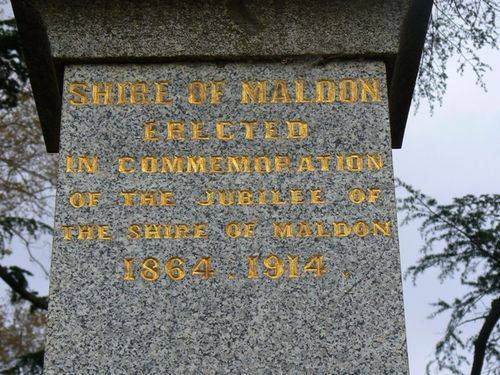 SHIRE OF MALDON
ERECTED
IN COMMEMORATION
OF THE JUBILEE OF
THE SHIRE OF MALDON
1864 . 1914 .